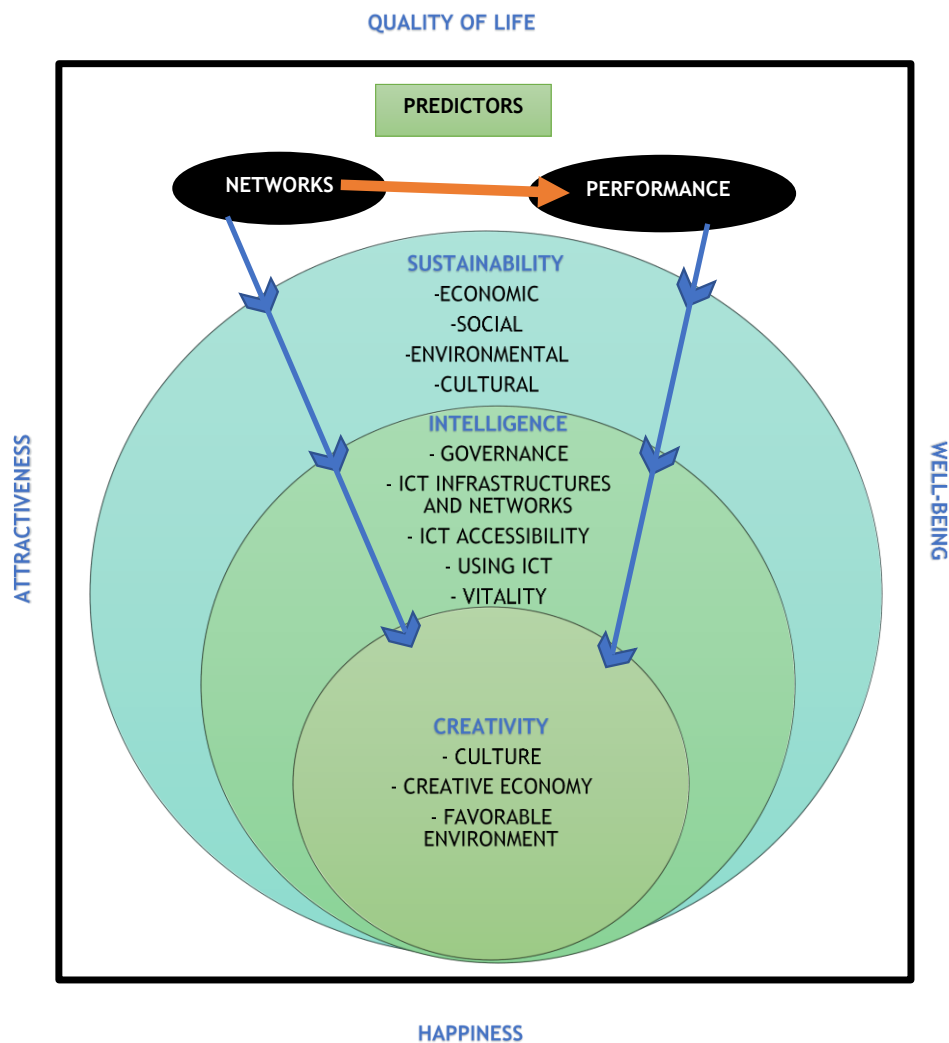 QUALITY OF LIFE
PREDICTORS
NETWORKS
PERFORMANCE
SUSTAINABILITY
-ECONOMIC
-SOCIAL
-ENVIRONMENTAL
-CULTURAL
INTELLIGENCE
- GOVERNANCE
- ICT INFRASTRUCTURES
AND NETWORKS
- ICT ACCESSIBILITY
- USING ICT
- VITALITY
ATTRACTIVENESS
WELL-BEING
CREATIVITY
- CULTURE
- CREATIVE ECONOMY
- FAVORABLE
ENVIRONMENT
HAPPINESS